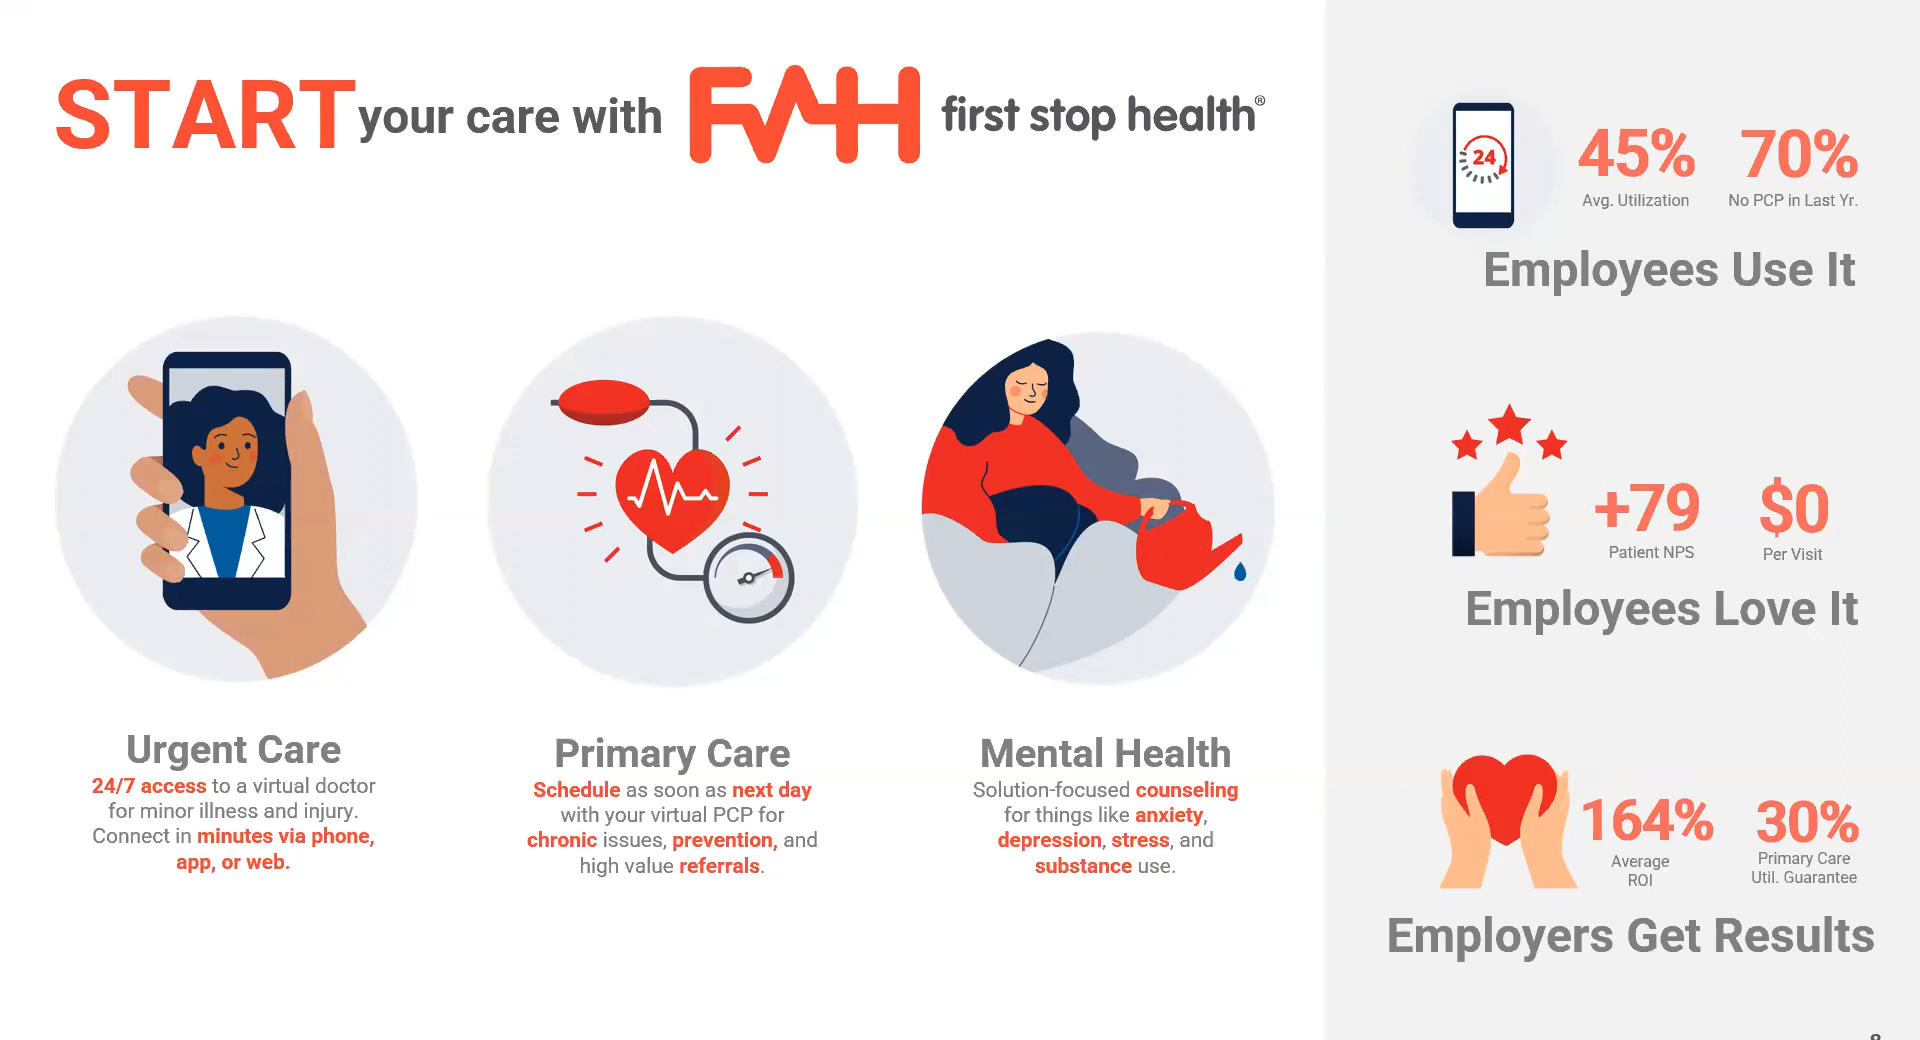 START your care with FSH first stop health®
Urgent Care
24/7 access to a virtual doctor
for minor illness and injury.
Connect in minutes via phone,
app, or web.
Primary Care
Schedule as soon as next day
with your virtual PCP for
chronic issues, prevention, and
high value referrals.
Mental Health
Solution-focused counseling
for things like anxiety,
depression, stress, and
substance use.
24
45% 70%
Avg. Utilization No PCP in Last Yr.
Employees Use It
+79 $0
Patient NPS Per Visit
Employees Love It
164% 30%
Average
ROI
Primary Care
Util. Guarantee
Employers Get Results